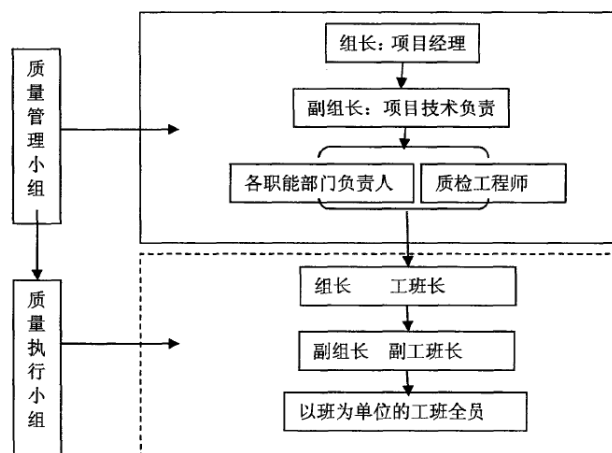 质量管理小组
组长：项目经理
副组长：项目技术负责
各职能部门负责人
质检工程师
质量执行小组
组长 工班长
副组长 副工班长
以班为单位的工班全员